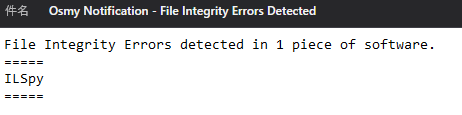 件名 Osmy Notification - File Integrity Errors Detected
File Integrity Errors detected in 1 piece of software.
=====
ILSpy
=====